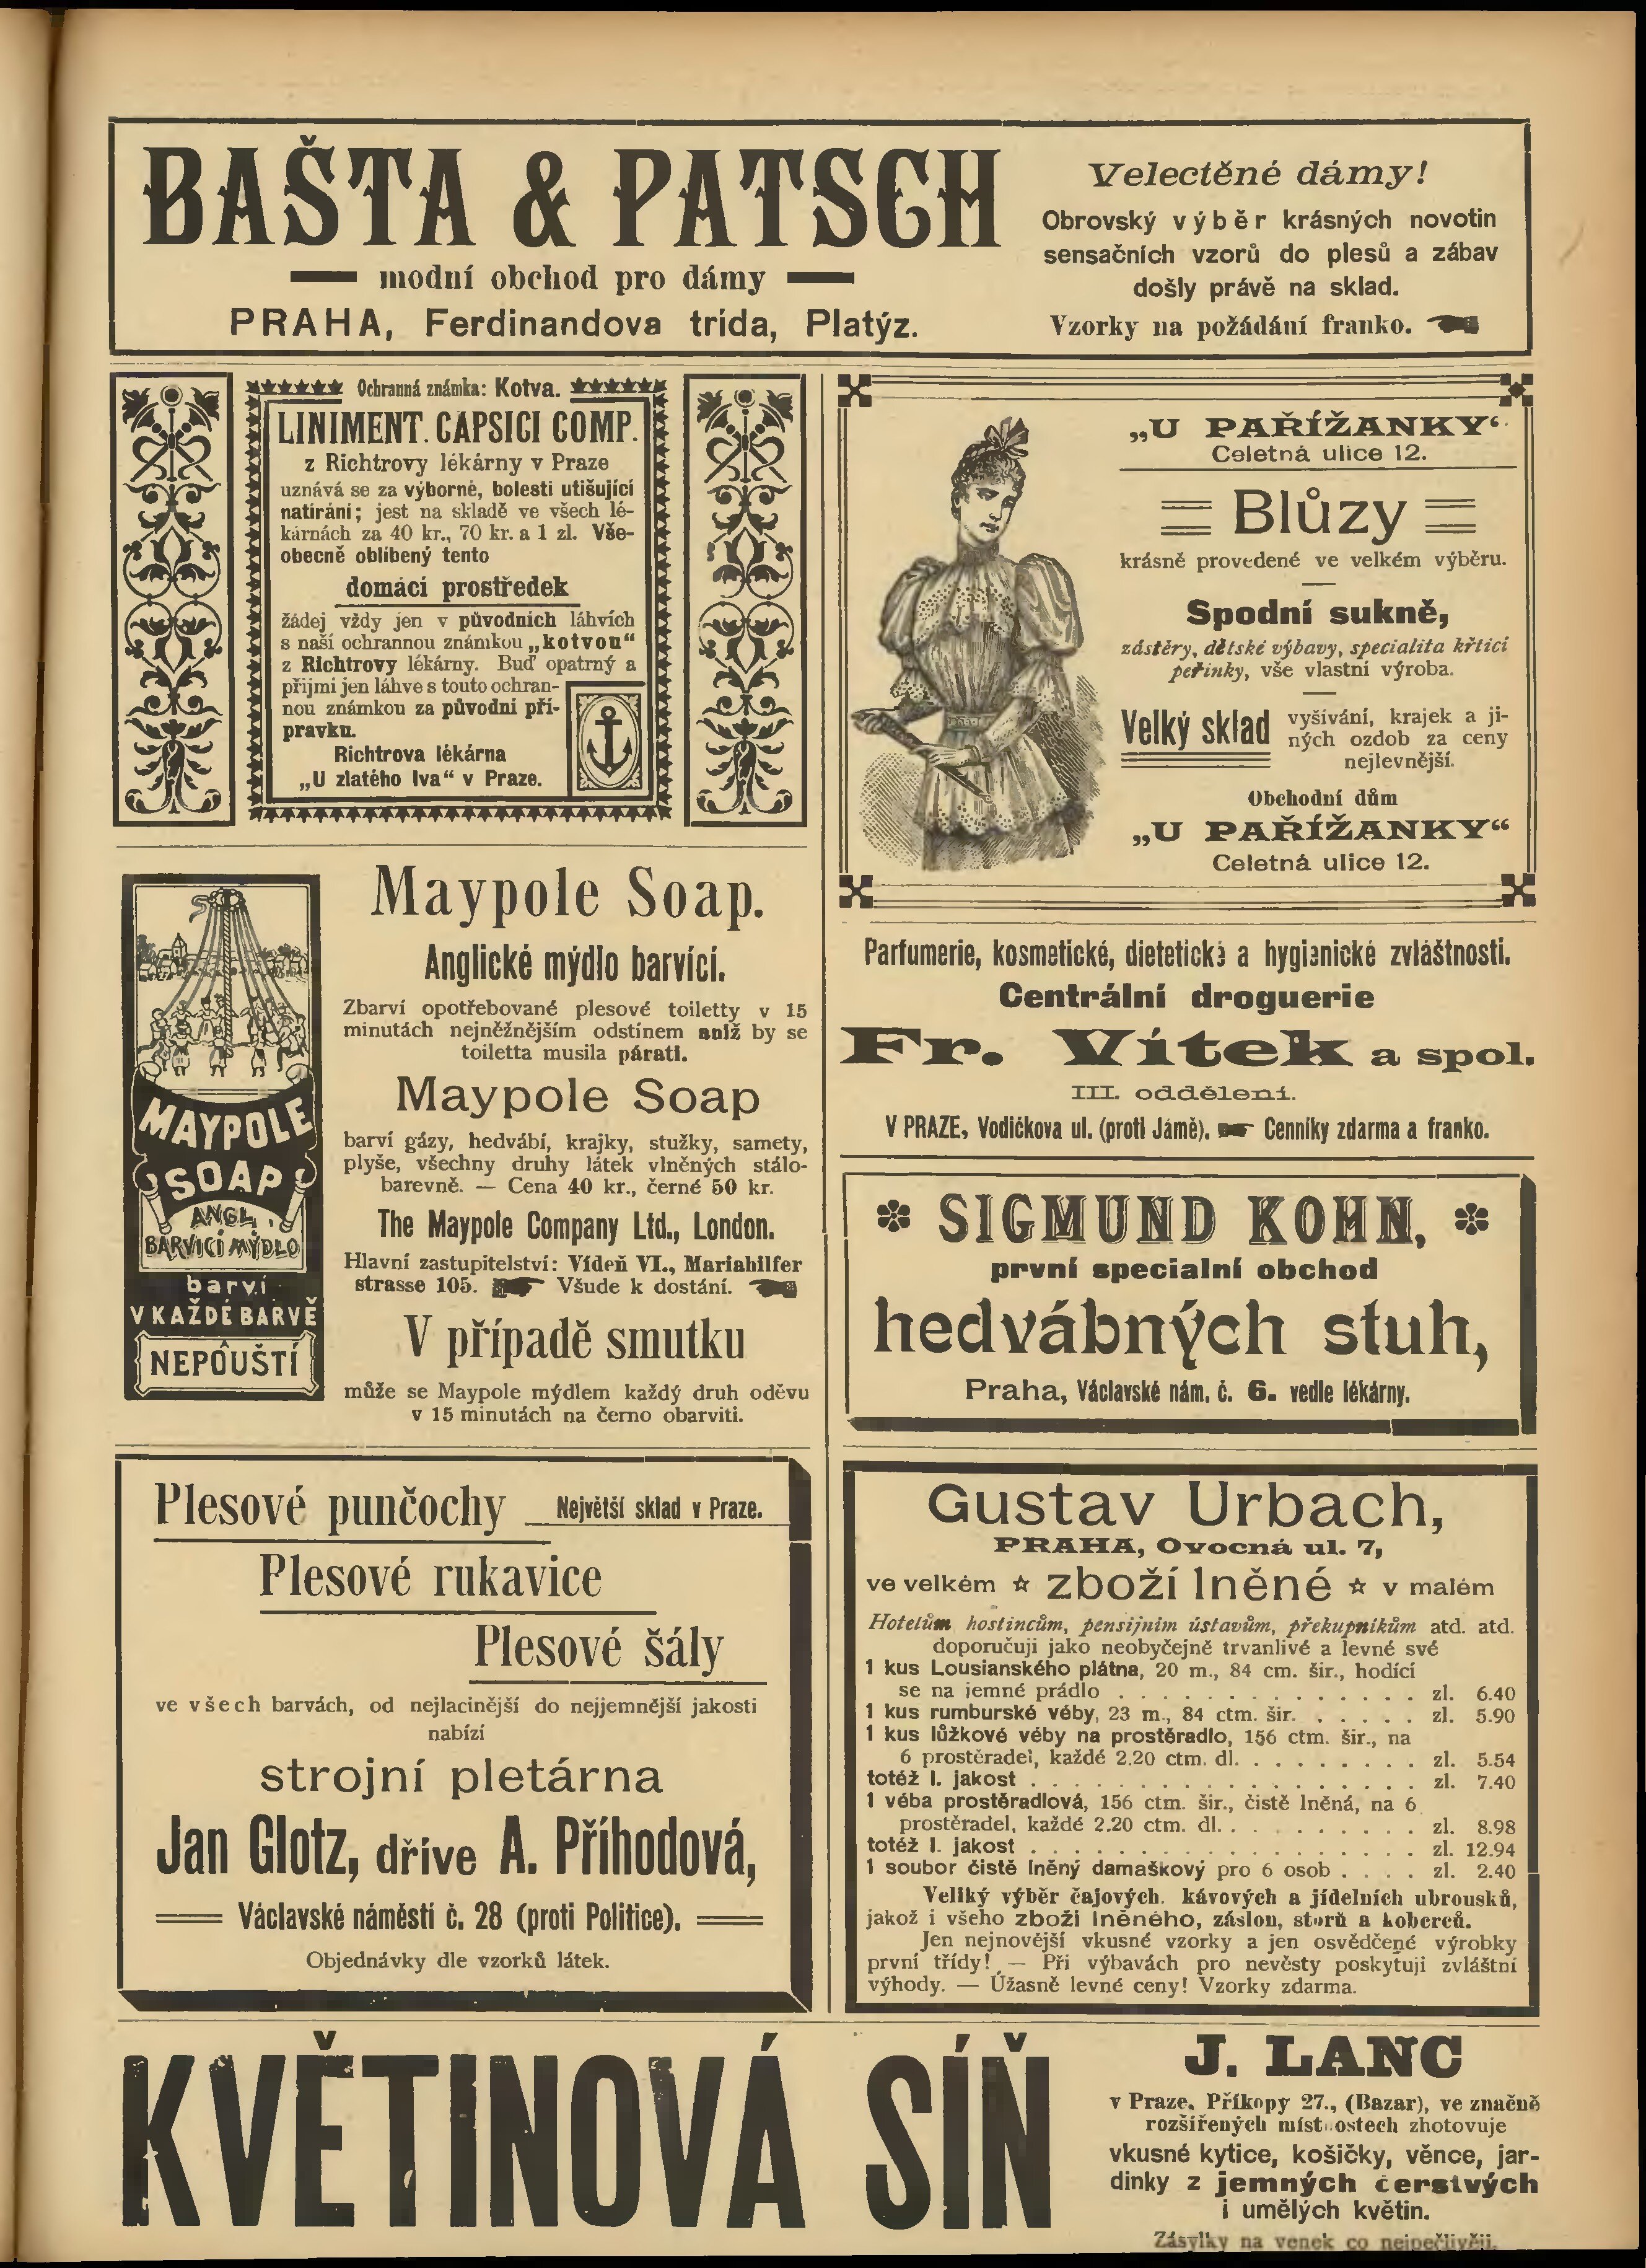 BAŠTA & PATSCH
modní obchod pro dámy
PRAHA, Ferdinandova trída, Platýz.
Velectěné dámy!
Obrovský výběr krásných novotin
sensačních vzorů do plesů a zábav
došly právě na sklad.
Vzorky na požádání franko.
Ochranná známka: Kotva.
LINIMENT. CAPSICI COMP.
z Richtrovy lékárny v Praze
uznává se za výborné, bolesti utišující
natírání; jest na skladě ve všech lé-
kárnách za 40 kr., 70 kr. a 1 zl. Vše-
obecně oblíbený tento
domácí prostředek
žádej vždy jen v původních láhvích
s naší ochrannou známkou „kotvou“
z Richtrovy lékárny. Buď opatrný a
přijmi jen láhve s touto ochran-
nou známkou za původní pří-
pravku.
Richtrova lékárna
„U zlatého lva“ v Praze.
„U PAŘÍŽANKY“
Celetná ulice 12.
Blůzy
krásně provedené ve velkém výběru.
Spodní sukně,
zástěry, dětské výbavy, specialita křticí
peřinky, vše vlastní výroba.
Velký sklad
vyšívání, krajek a ji-
ných ozdob za ceny
nejlevnější.
Obchodní dům
„U PAŘÍŽANKY“
Celetná ulice 12.
MAYPOLE
SOAP
ANGL.
BARVICÍ MÝDLO
barví
V KAŽDÉ BARVĚ
NEPOUŠTÍ
Maypole Soap.
Anglické mýdlo barvící.
Zbarví opotřebované plesové toiletty v 15
minutách nejněžnějším odstínem aniž by se
toiletta musila párati.
Maypole Soap
barví gázy, hedvábí, krajky, stužky, samety,
plyše, všechny druhy látek vlněných stálo-
barevně. — Cena 40 kr., černé 50 kr.
The Maypole Company Ltd., London.
Hlavní zastupitelství: Vídeň VI., Mariahilfer
strasse 105. Všude k dostání.
V případě smutku
může se Maypole mýdlem každý druh oděvu
v 15 minutách na černo obarviti.
Parfumerie, kosmetické, dietetické a hygienické zvláštnosti.
Centrální droguerie
Fr. Vítek a spol.
III. oddělení.
V PRAZE, Vodičkova ul. (proti Jámě). Cenníky zdarma a franko.
SIGMUND KOHN,
první specialní obchod
hedvábných stuh,
Praha, Václavské nám. č. 6. vedle lékárny.
Plesové punčochy
Největší sklad v Praze.
Plesové rukavice
Plesové šály
ve všech barvách, od nejlacinější do nejjemnější jakosti
nabízí
strojní pletárna
Jan Glotz, dříve A. Příhodová,
Václavské náměstí č. 28 (proti Politice).
Objednávky dle vzorků látek.
Gustav Urbach,
PRAHA, Ovocná ul. 7,
ve velkém ☆ zboží lněné ☆ v malém
Hotelům hostincům, pensijním ústavům, překupníkům atd. atd.
doporučuji jako neobyčejně trvanlivé a levné své
1 kus Lousianského plátna, 20 m., 84 cm. šir., hodící
se na jemné prádlo . . . . . . . . . . . . . . zl. 6.40
1 kus rumburské véby, 23 m., 84 ctm. šir. . . . . . . zl. 5.90
1 kus lůžkové véby na prostěradlo, 156 ctm. šir., na
6 prostěradel, každé 2.20 ctm. dl. . . . . . . . . zl. 5.54
totéž I. jakost . . . . . . . . . . . . . . . . . . zl. 7.40
1 véba prostěradlová, 156 ctm. šir., čistě lněná, na 6
prostěradel, každé 2.20 ctm. dl. . . . . . . . . . zl. 8.98
totéž I. jakost . . . . . . . . . . . . . . . . . . zl. 12.94
1 soubor čistě lněný damaškový pro 6 osob . . . . zl. 2.40
Veliký výběr čajových, kávových a jídelních ubrousků,
jakož i všeho zboží lněného, záslon, storů a koberců.
Jen nejnovější vkusné vzorky a jen osvědčené výrobky
první třídy! — Při výbavách pro nevěsty poskytuji zvláštní
výhody. — Úžasně levné ceny! Vzorky zdarma.
KVĚTINOVÁ SÍŇ
J. LANC
v Praze, Příkopy 27., (Bazar), ve značně
rozšířených místnostech zhotovuje
vkusné kytice, košičky, věnce, jar-
dinky z jemných čerstvých
i umělých květin.
Zásylky na venek co nejpečlivěji.